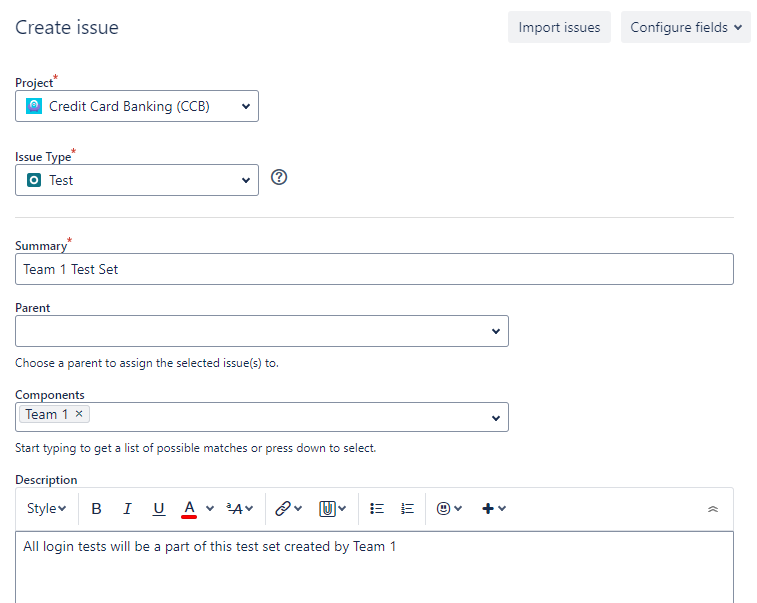 Create issue
Import issues
Configure fields
Project*
Credit Card Banking (CCB)
Issue Type*
Test
Summary*
Team 1 Test Set
Parent
Choose a parent to assign the selected issue(s) to.
Components
Team 1 ×
Start typing to get a list of possible matches or press down to select.
Description
Style B I U A ᵃA
All login tests will be a part of this test set created by Team 1